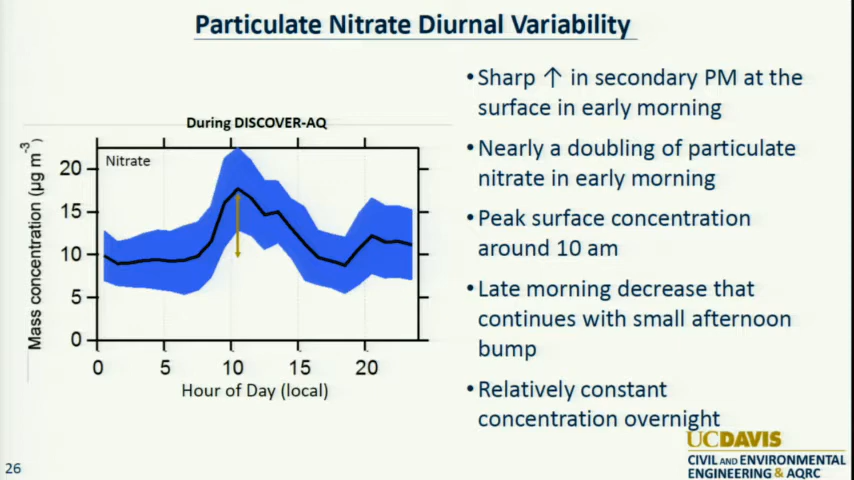 Particulate Nitrate Diurnal Variability
During DISCOVER-AQ
Nitrate
Mass concentration (μg m⁻³)
20
15
10
5
0
0
5
10
15
20
Hour of Day (local)
•Sharp ↑ in secondary PM at the
surface in early morning
•Nearly a doubling of particulate
nitrate in early morning
•Peak surface concentration
around 10 am
•Late morning decrease that
continues with small afternoon
bump
•Relatively constant
concentration overnight
UCDAVIS
CIVIL AND ENVIRONMENTAL
ENGINEERING & AQRC
26